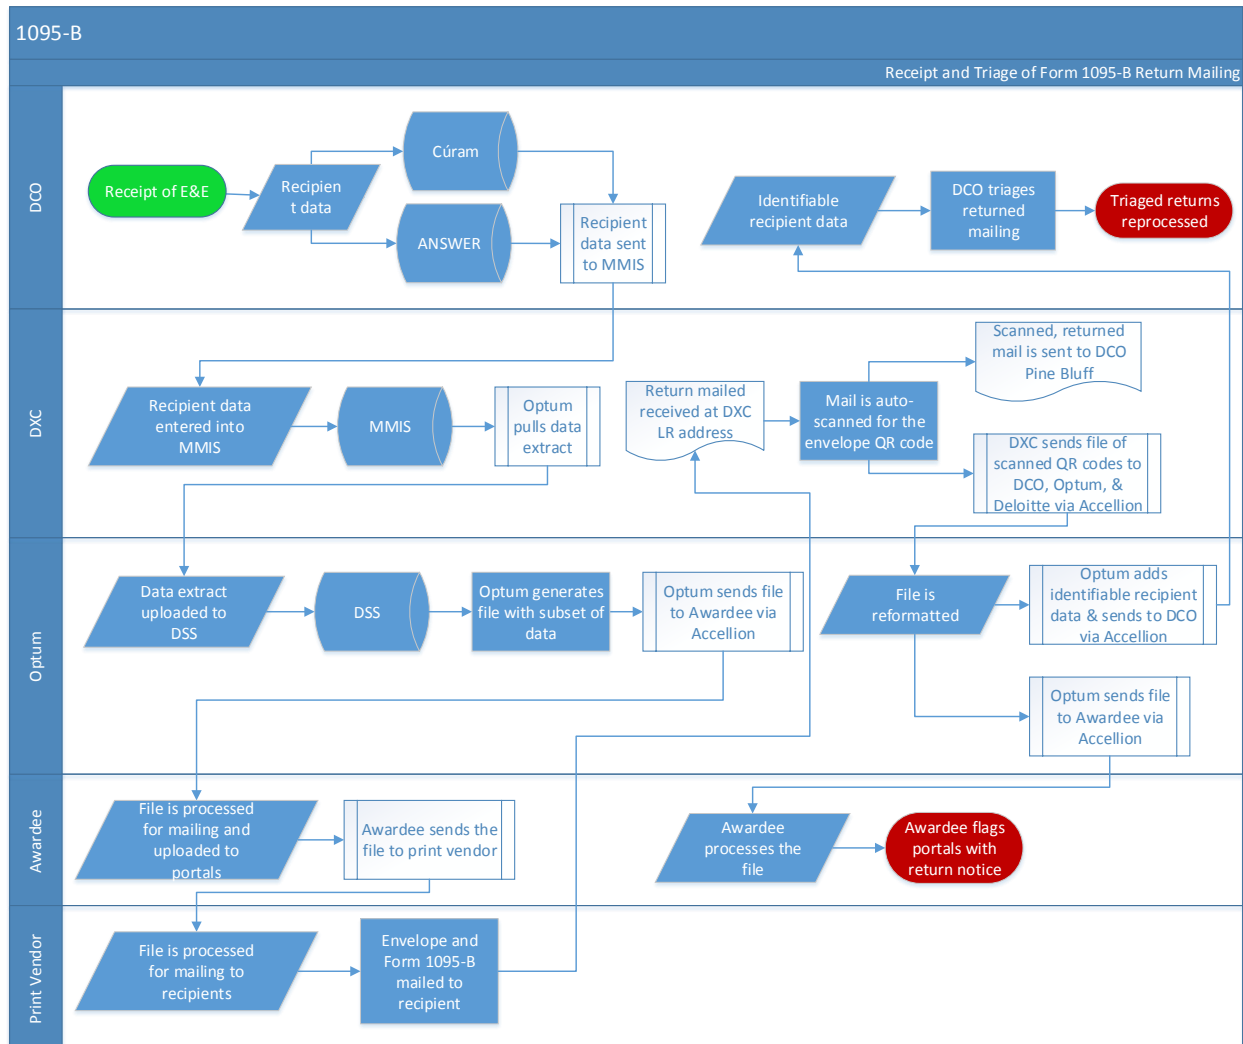 1095-B
Receipt and Triage of Form 1095-B Return Mailing
DCO
Receipt of E&E
Recipien
t data
Cúram
ANSWER
Recipient
data sent
to MMIS
Identifiable
recipient data
DCO triages
returned
mailing
Triaged returns
reprocessed
DXC
Recipient data
entered into
MMIS
MMIS
Optum
pulls data
extract
Return mailed
received at DXC
LR address
Mail is auto-
scanned for the
envelope QR code
Scanned, returned
mail is sent to DCO
Pine Bluff
DXC sends file of
scanned QR codes to
DCO, Optum, &
Deloitte via Accellion
Optum
Data extract
uploaded to
DSS
DSS
Optum generates
file with subset of
data
Optum sends file
to Awardee via
Accellion
File is
reformatted
Optum adds
identifiable recipient
data & sends to DCO
via Accellion
Optum sends file
to Awardee via
Accellion
Awardee
File is processed
for mailing and
uploaded to
portals
Awardee sends the
file to print vendor
Awardee
processes the
file
Awardee flags
portals with
return notice
Print Vendor
File is processed
for mailing to
recipients
Envelope and
Form 1095-B
mailed to
recipient